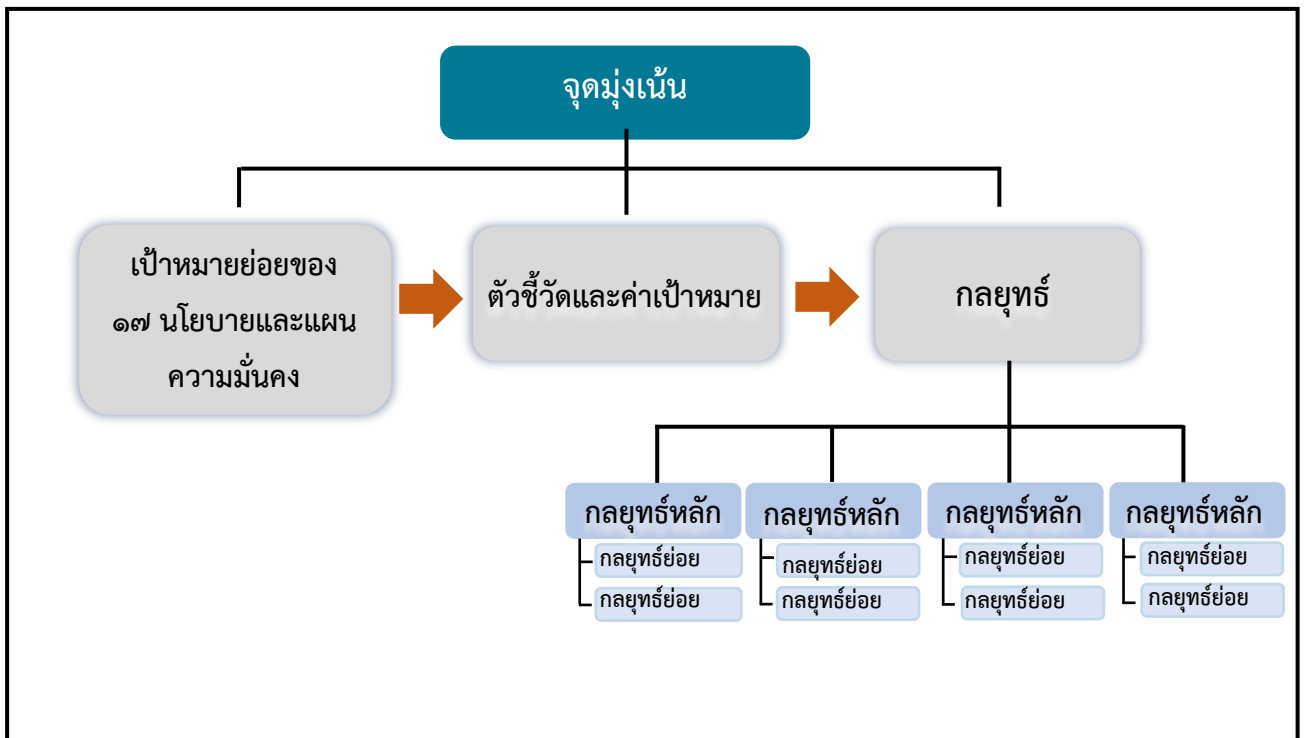 จุดมุ่งเน้น
เป้าหมายย่อยของ
๑๗ นโยบายและแผน
ความมั่นคง
ตัวชี้วัดและค่าเป้าหมาย
กลยุทธ์
กลยุทธ์หลัก
กลยุทธ์ย่อย
กลยุทธ์ย่อย
กลยุทธ์หลัก
กลยุทธ์ย่อย
กลยุทธ์ย่อย
กลยุทธ์หลัก
กลยุทธ์ย่อย
กลยุทธ์ย่อย
กลยุทธ์หลัก
กลยุทธ์ย่อย
กลยุทธ์ย่อย